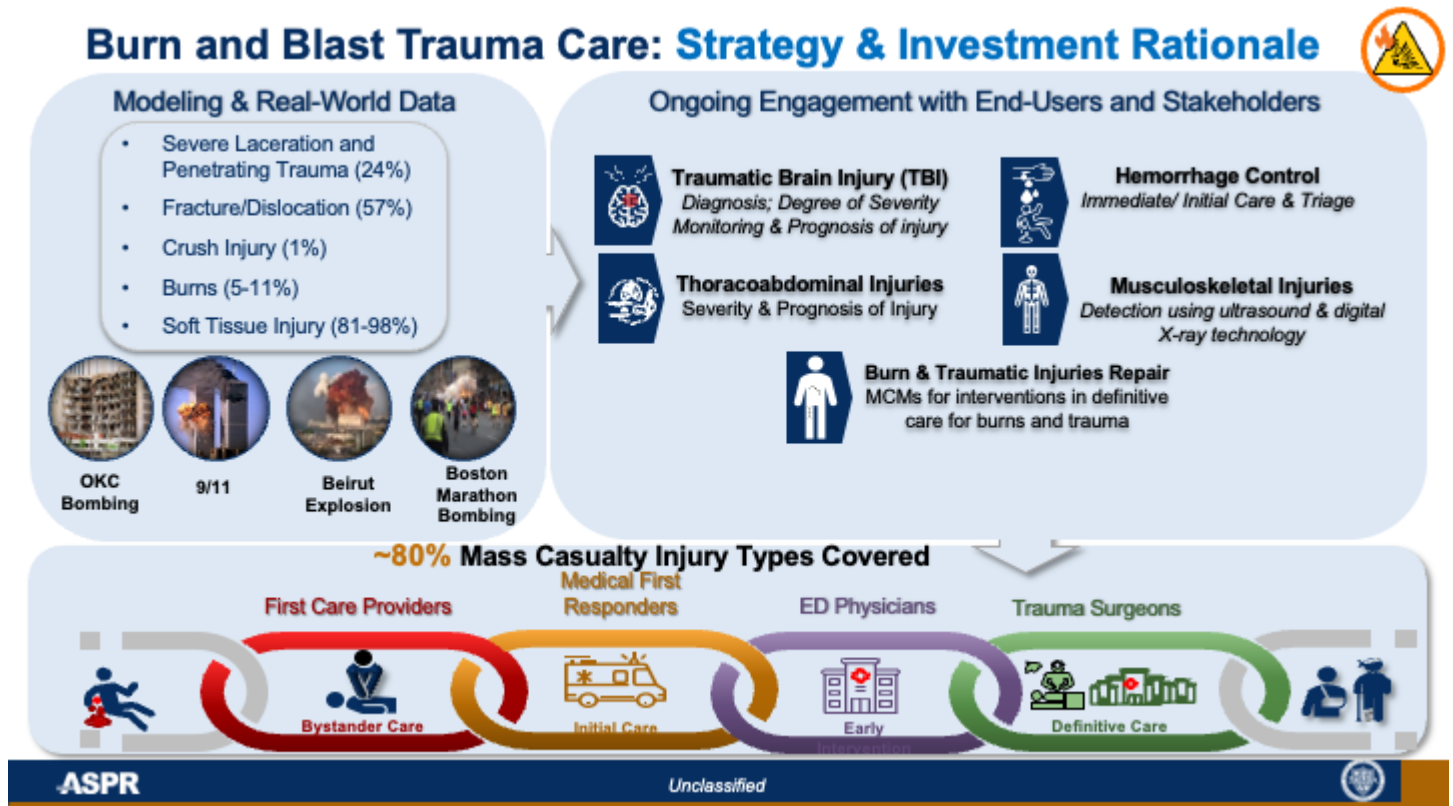 Burn and Blast Trauma Care: Strategy & Investment Rationale
Modeling & Real-World Data
• Severe Laceration and
Penetrating Trauma (24%)
• Fracture/Dislocation (57%)
• Crush Injury (1%)
• Burns (5-11%)
• Soft Tissue Injury (81-98%)
OKC
Bombing
9/11
Beirut
Explosion
Boston
Marathon
Bombing
Ongoing Engagement with End-Users and Stakeholders
Traumatic Brain Injury (TBI)
Diagnosis; Degree of Severity
Monitoring & Prognosis of injury
Hemorrhage Control
Immediate/ Initial Care & Triage
Thoracoabdominal Injuries
Severity & Prognosis of Injury
Musculoskeletal Injuries
Detection using ultrasound & digital
X-ray technology
Burn & Traumatic Injuries Repair
MCMs for interventions in definitive
care for burns and trauma
~80% Mass Casualty Injury Types Covered
First Care Providers
Medical First
Responders
ED Physicians
Trauma Surgeons
Bystander Care
Initial Care
Early
Intervention
Definitive Care
ASPR
Unclassified